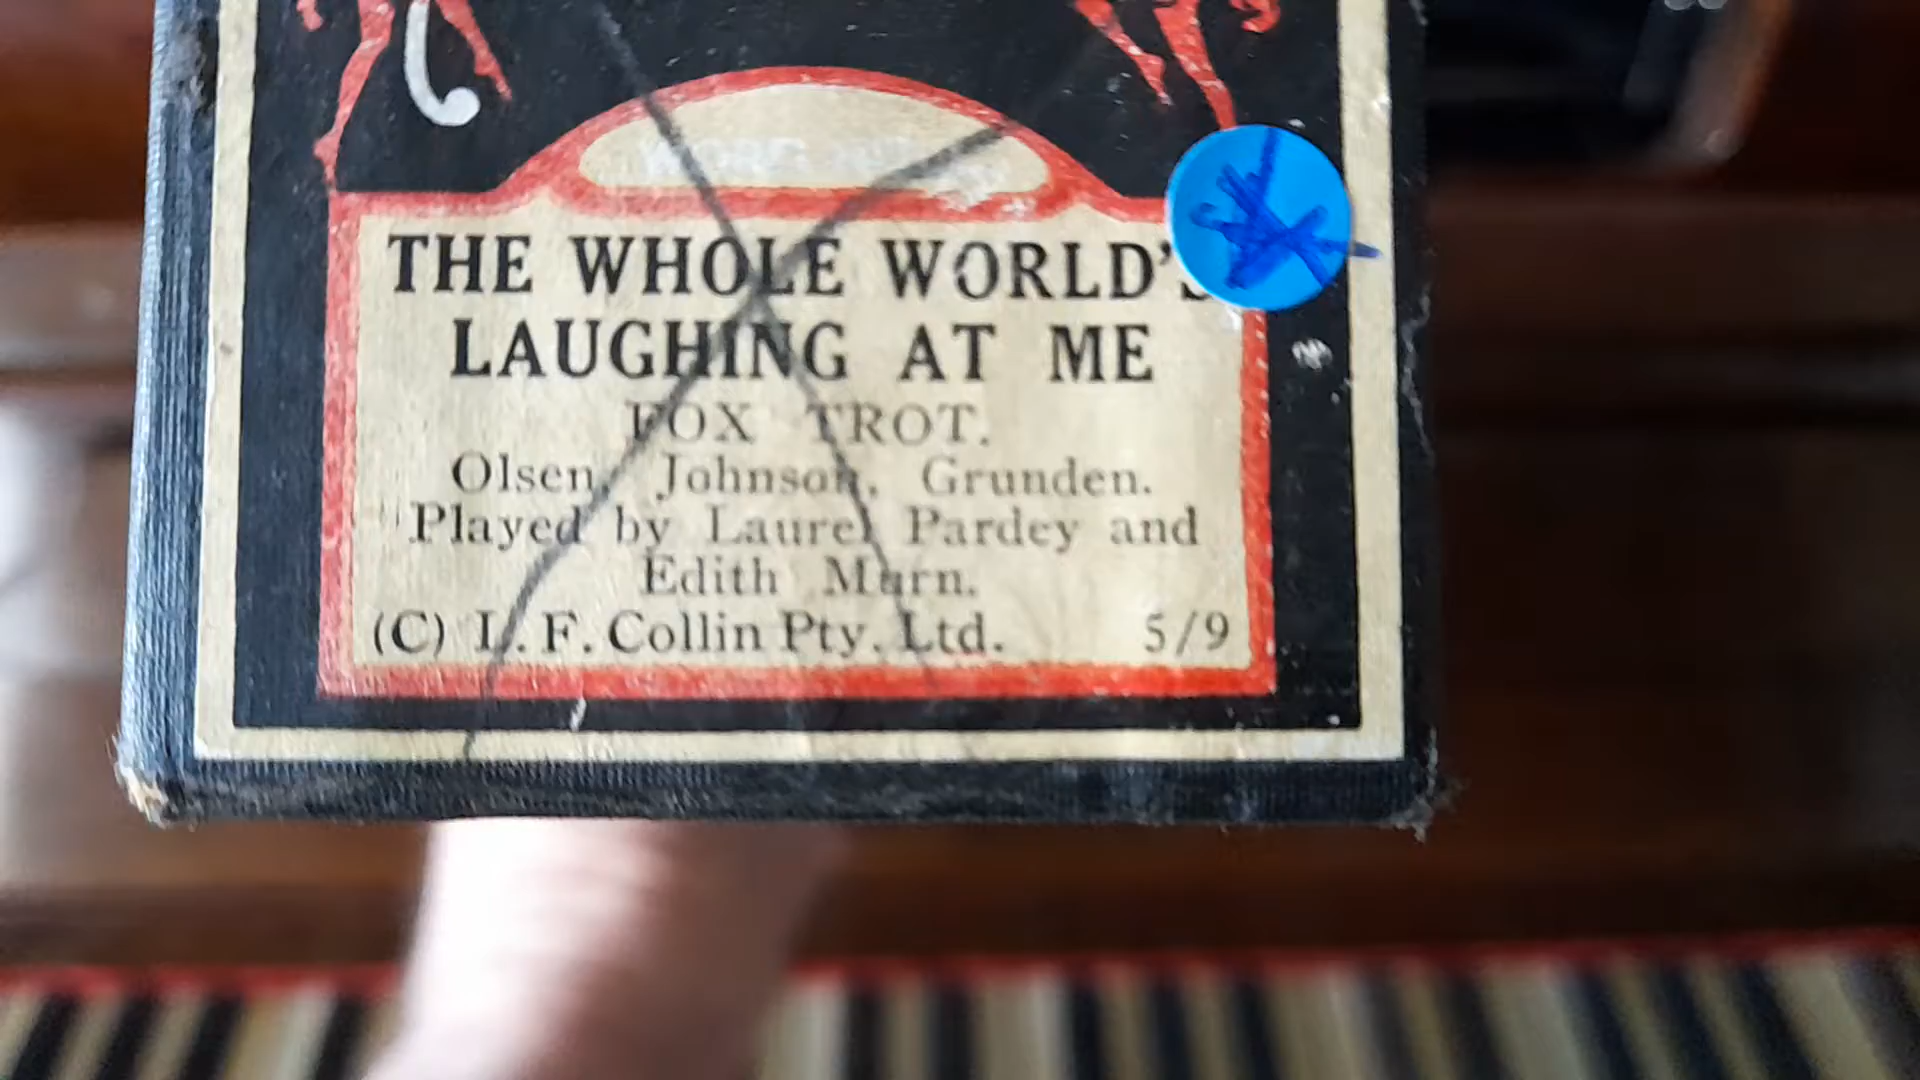 THE WHOLE WORLD'S
LAUGHING AT ME
FOX TROT.
Olsen, Johnson, Grunden.
Played by Laurel Pardey and
Edith Murn.
(C) L. F. Collin Pty. Ltd. 5/9